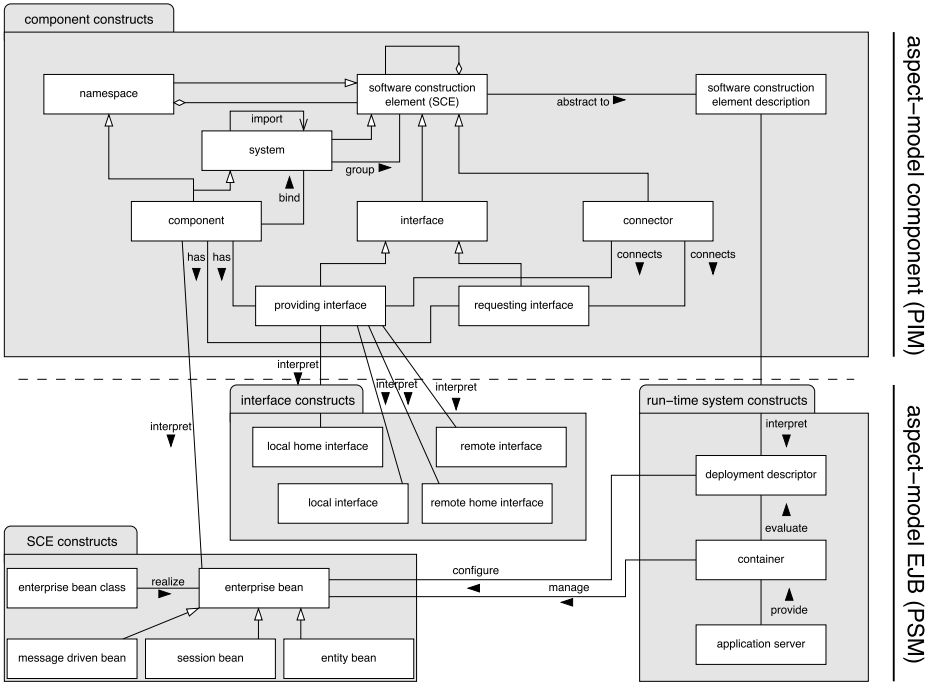 component constructs
namespace
software construction
element (SCE)
software construction
element description
abstract to
import
system
group
bind
component
interface
connector
has
has
connects
connects
providing interface
requesting interface
aspect-model component (PIM)
interpret
interpret
interpret
interpret
interface constructs
run-time system constructs
local home interface
remote interface
local interface
remote home interface
interpret
deployment descriptor
evaluate
container
provide
application server
SCE constructs
enterprise bean class
realize
enterprise bean
configure
manage
message driven bean
session bean
entity bean
aspect-model EJB (PSM)